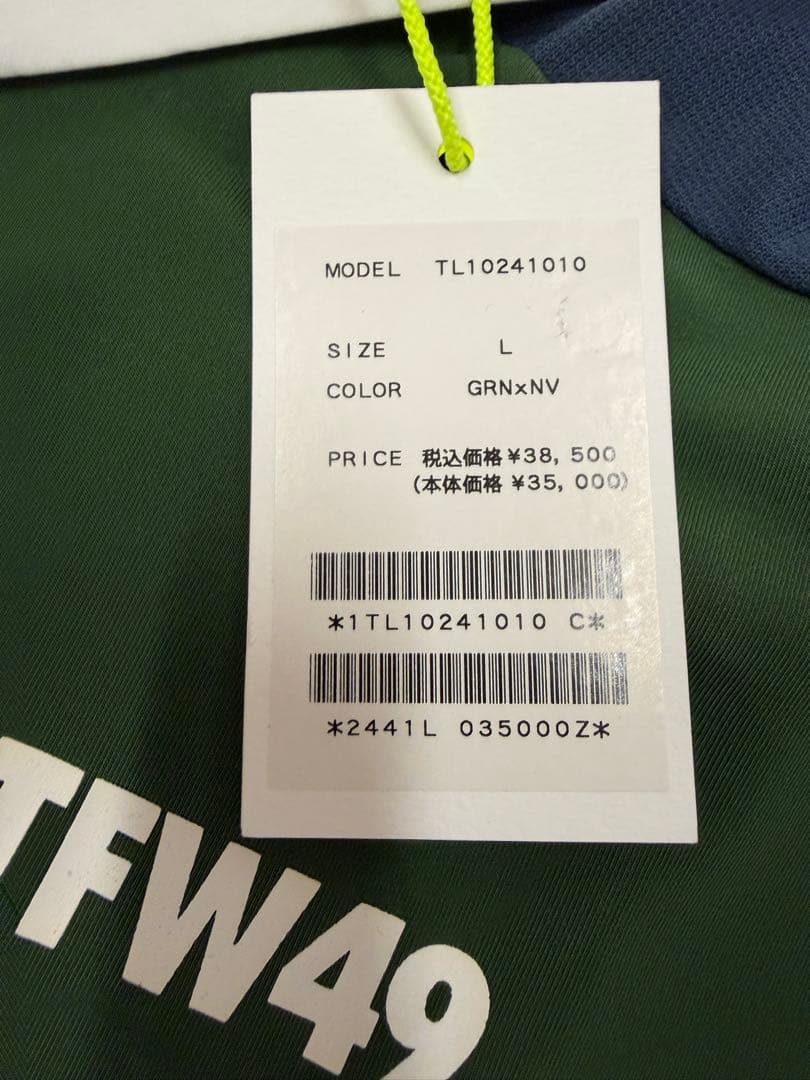 MODEL TL10241010
SIZE L
COLOR GRN×NV
PRICE 税込価格 ¥38, 500
(本体価格 ¥35, 000)
*1TL10241010 C*
*2441L 035000Z*
TFW49